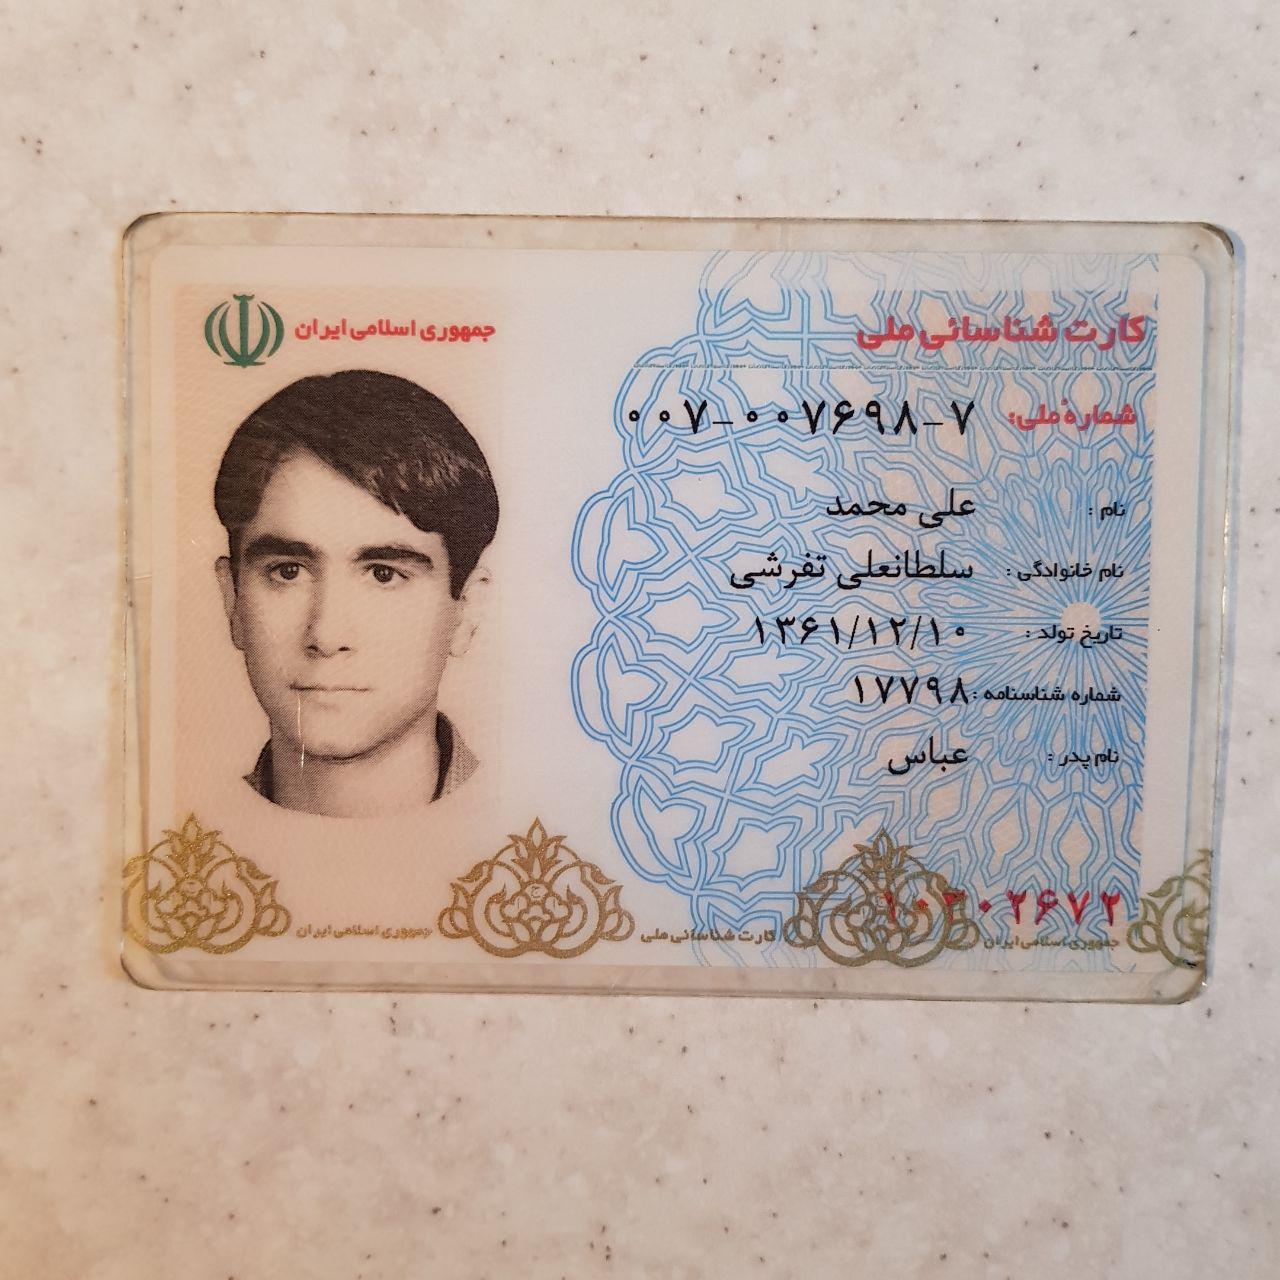 جمهوری اسلامی ایران
کارت شناسائی ملی
شمارهٔ ملی: ۰۰۷-۰۰۷۶۹۸-۷
نام : علی محمد
نام خانوادگی : سلطانعلی تفرشی
تاریخ تولد : ۱۳۶۱/۱۲/۱۰
شماره شناسنامه : ۱۷۷۹۸
نام پدر : عباس
جمهوری اسلامی ایران
کارت شناسائی ملی
جمهوری اسلامی ایران